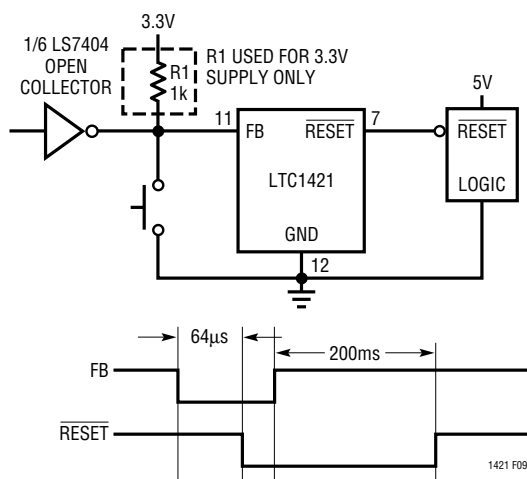 3.3V
1/6 LS7404
OPEN
COLLECTOR
R1
1k
R1 USED FOR 3.3V
SUPPLY ONLY
11
FB
RESET
7
LTC1421
GND
12
5V
RESET
LOGIC
64µs
200ms
FB
RESET
1421 F09